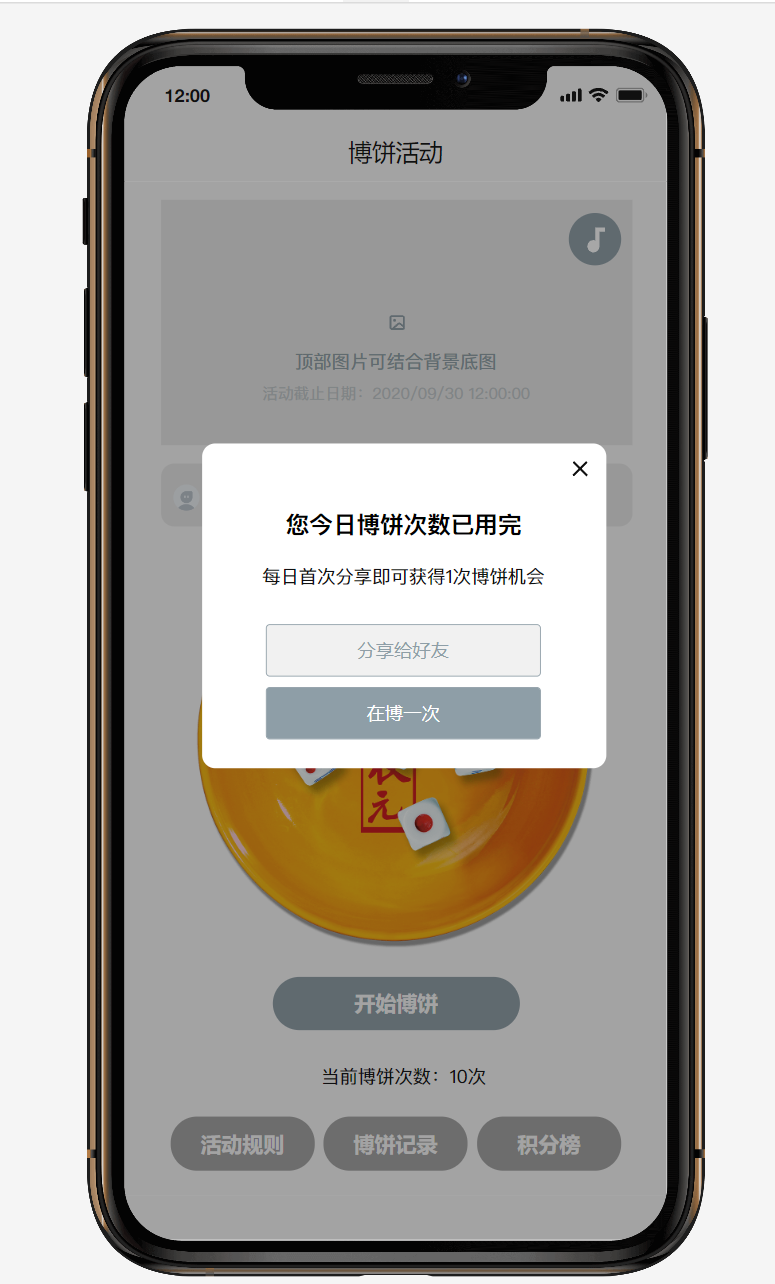 12:00
博饼活动
顶部图片可结合背景底图
活动截止日期：2020/09/30 12:00:00
您今日博饼次数已用完
每日首次分享即可获得1次博饼机会
分享给好友
在博一次
元
开始博饼
当前博饼次数：10次
活动规则
博饼记录
积分榜